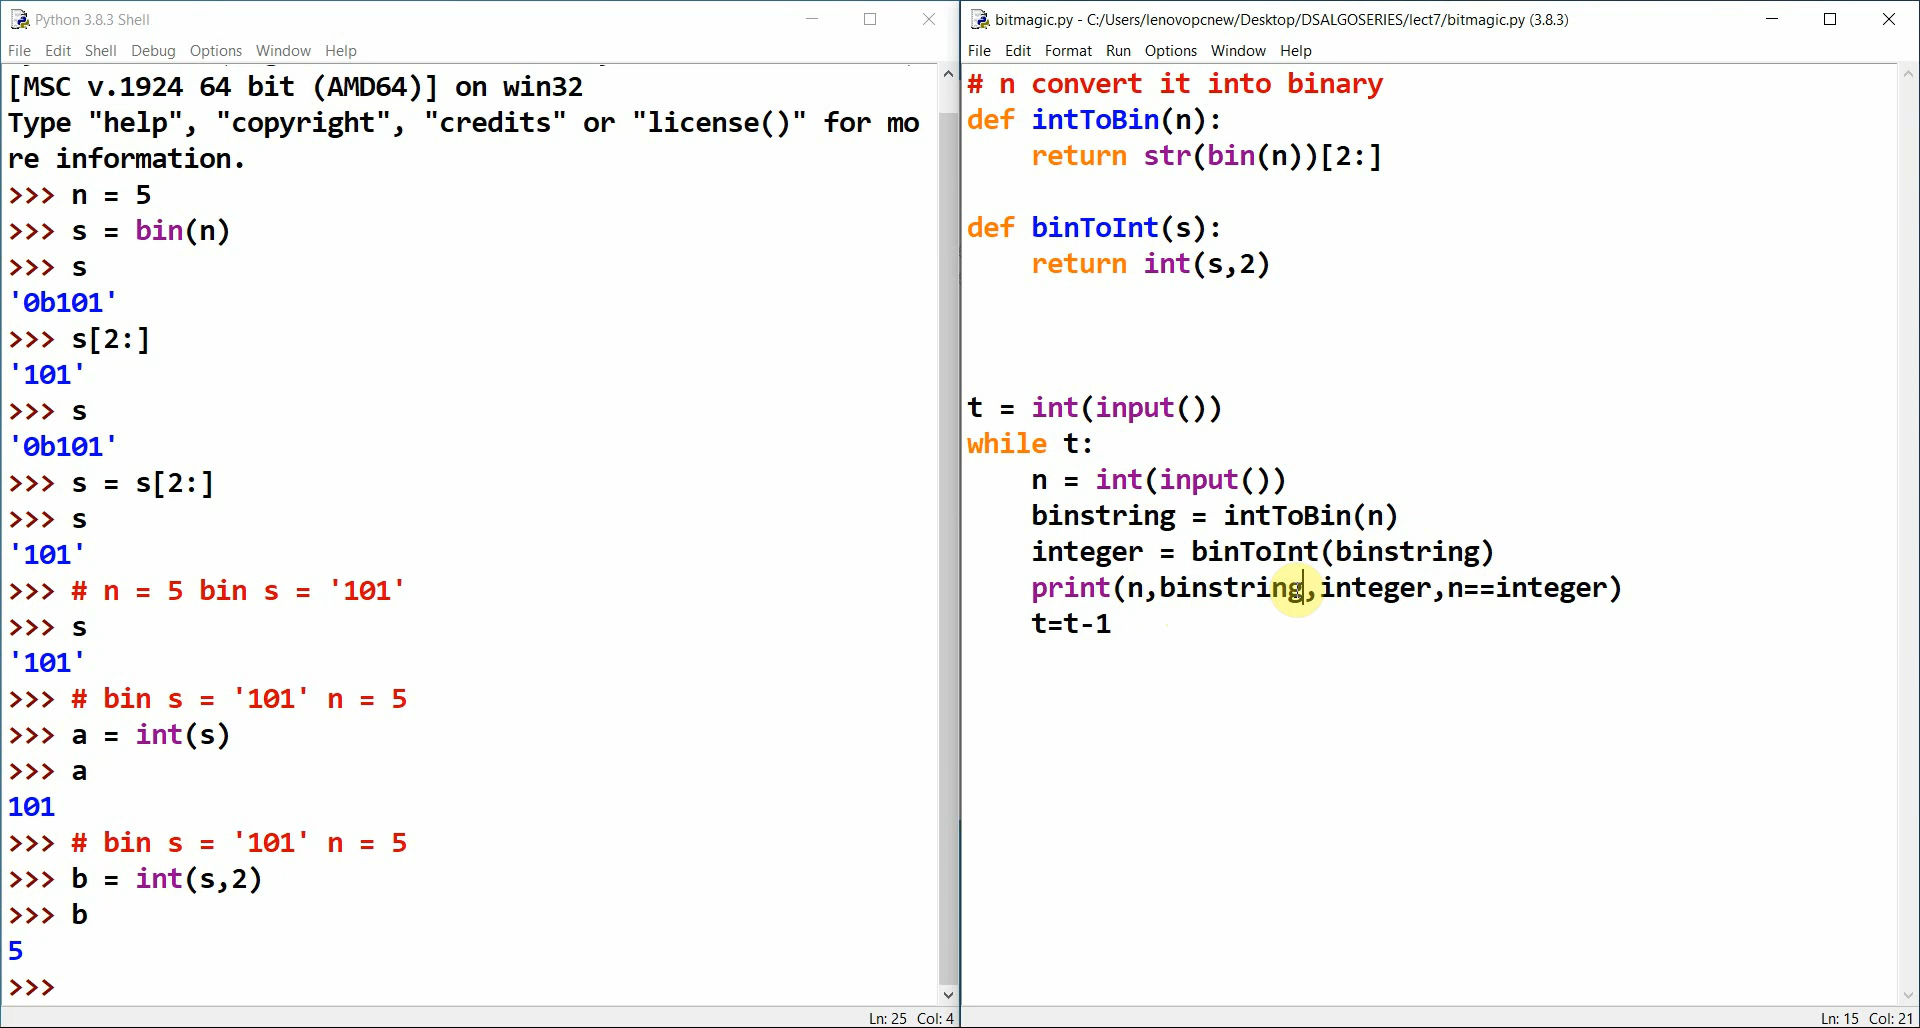 Python 3.8.3 Shell
File Edit Shell Debug Options Window Help
[MSC v.1924 64 bit (AMD64)] on win32
Type "help", "copyright", "credits" or "license()" for mo
re information.
>>> n = 5
>>> s = bin(n)
>>> s
'0b101'
>>> s[2:]
'101'
>>> s
'0b101'
>>> s = s[2:]
>>> s
'101'
>>> # n = 5 bin s = '101'
>>> s
'101'
>>> # bin s = '101' n = 5
>>> a = int(s)
>>> a
101
>>> # bin s = '101' n = 5
>>> b = int(s,2)
>>> b
5
>>>
Ln: 25 Col: 4
bitmagic.py - C:/Users/lenovopcnew/Desktop/DSALGOSERIES/lect7/bitmagic.py (3.8.3)
File Edit Format Run Options Window Help
# n convert it into binary
def intToBin(n):
    return str(bin(n))[2:]
def binToInt(s):
    return int(s,2)
t = int(input())
while t:
    n = int(input())
    binstring = intToBin(n)
    integer = binToInt(binstring)
    print(n,binstring,integer,n==integer)
    t=t-1
Ln: 15 Col: 21